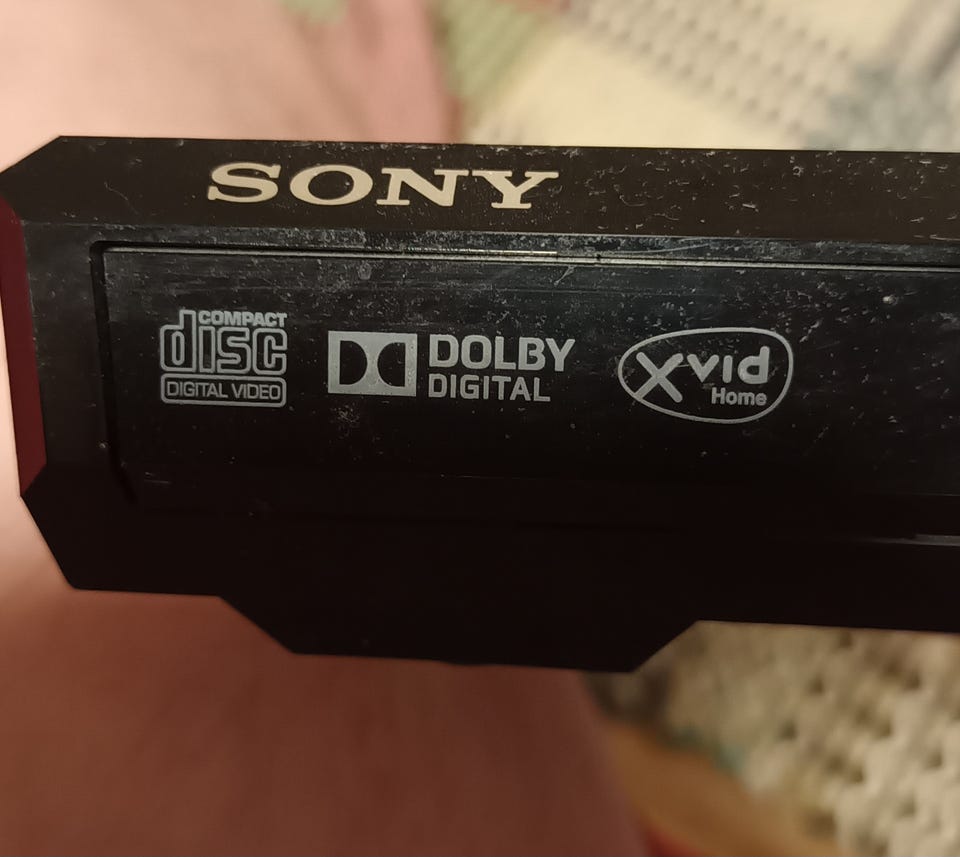 SONY
COMPACT
disc
DIGITAL VIDEO
DOLBY
DIGITAL
Xvid
Home